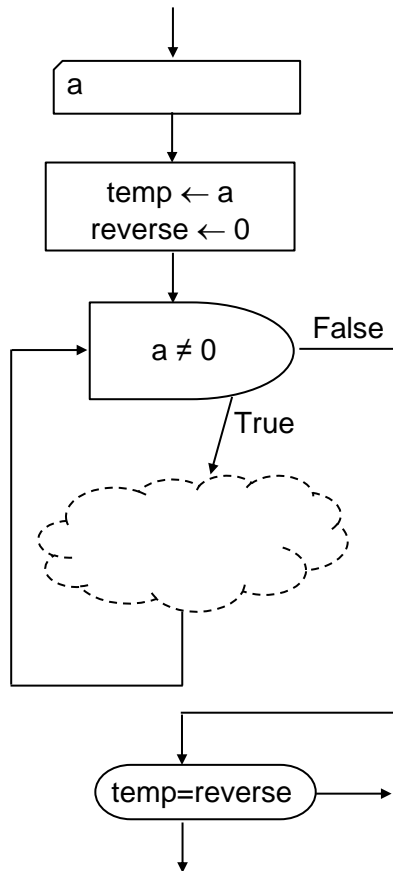 a
temp ← a
reverse ← 0
a ≠ 0
False
True
temp=reverse